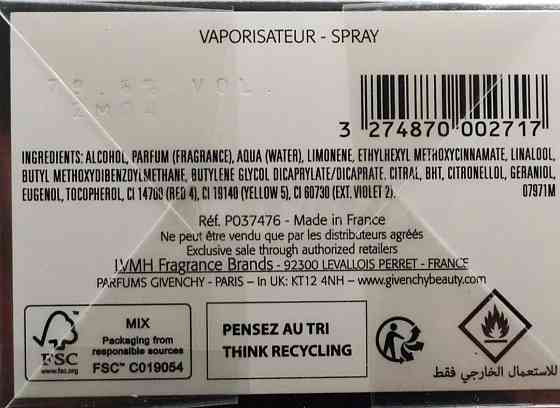 VAPORISATEUR - SPRAY
79.85 VOL.
2M04
3 274870 002717
INGREDIENTS: ALCOHOL, PARFUM (FRAGRANCE), AQUA (WATER), LIMONENE, ETHYLHEXYL METHOXYCINNAMATE, LINALOOL,
BUTYL METHOXYDIBENZOYLMETHANE, BUTYLENE GLYCOL DICAPRYLATE/DICAPRATE, CITRAL, BHT, CITRONELLOL, GERANIOL,
EUGENOL, TOCOPHEROL, CI 14700 (RED 4), CI 19140 (YELLOW 5), CI 60730 (EXT. VIOLET 2). 07971M
Réf. P037476 - Made in France
Ne peut être vendu que par les distributeurs agréés
Exclusive sale through authorized retailers
LVMH Fragrance Brands - 92300 LEVALLOIS PERRET - FRANCE
PARFUMS GIVENCHY - PARIS - In UK: KT12 4NH - www.givenchybeauty.com
FSC
www.fsc.org
MIX
Packaging from
responsible sources
FSC™ C019054
PENSEZ AU TRI
THINK RECYCLING
للاستعمال الخارجي فقط